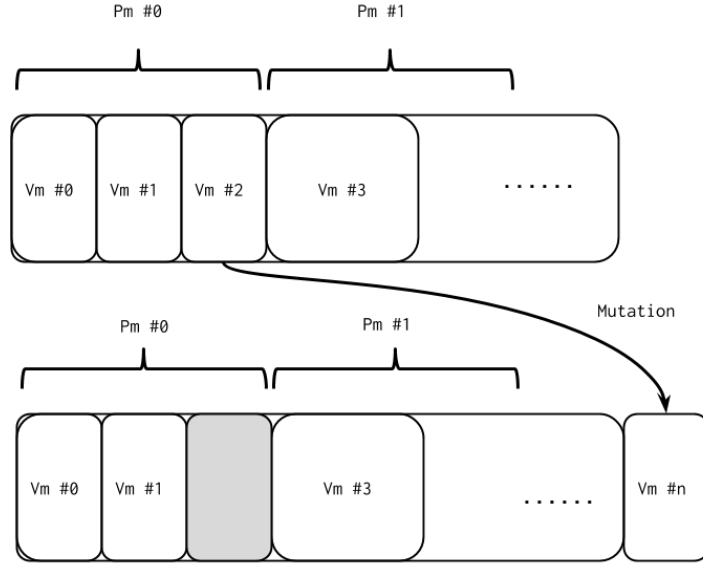 Pm #0 Pm #1
Vm #0 Vm #1 Vm #2 Vm #3 ......
Mutation
Pm #0 Pm #1
Vm #0 Vm #1 Vm #3 ...... Vm #n